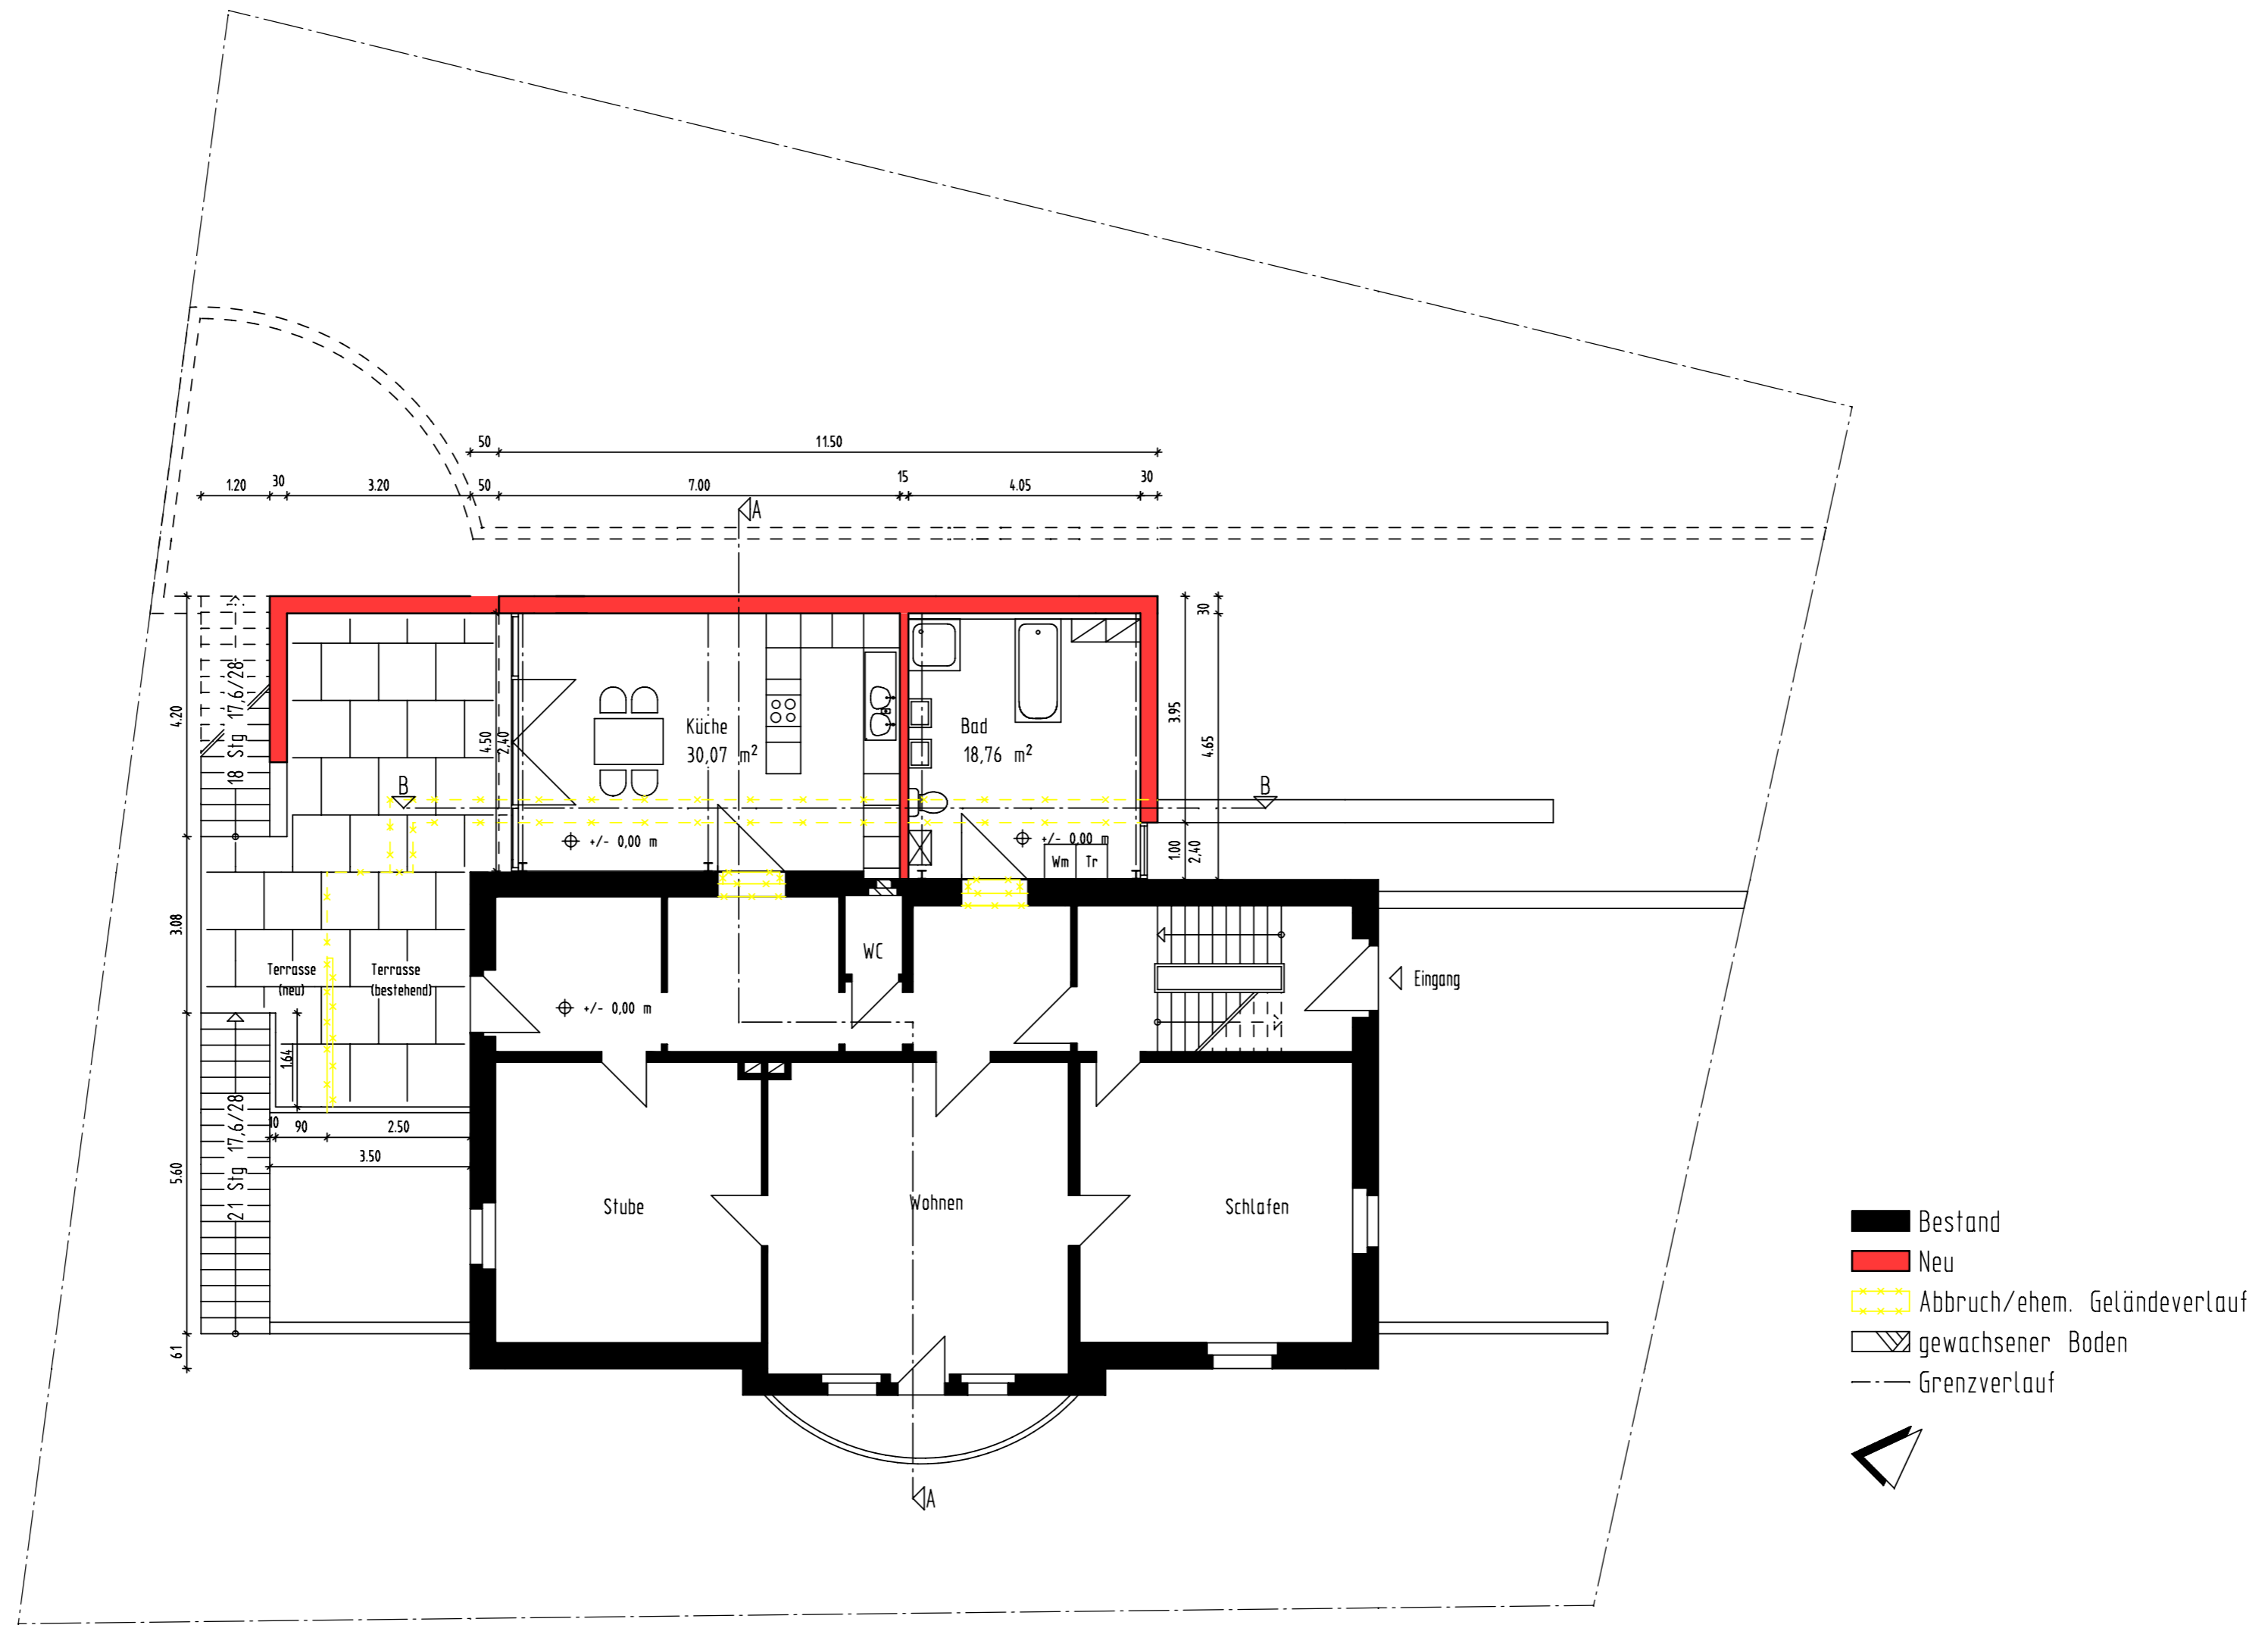 50
11.50
1.20
30
3.20
50
7.00
15
4.05
30
A
30
18 Stg 17,6/28
4.20
4.50
2,40
Küche
30,07 m²
Bad
18,76 m²
3.95
4.65
B
B
+/- 0,00 m
+/- 0,00 m
Wm
Tr
1.00
2,40
3.08
WC
Terrasse
(neu)
Terrasse
(bestehend)
+/- 0,00 m
Eingang
1.64
10
90
2.50
3.50
5.60
21 Stg 17,6/28
Stube
Wohnen
Schlafen
61
A
Bestand
Neu
Abbruch/ehem. Geländeverlauf
gewachsener Boden
Grenzverlauf